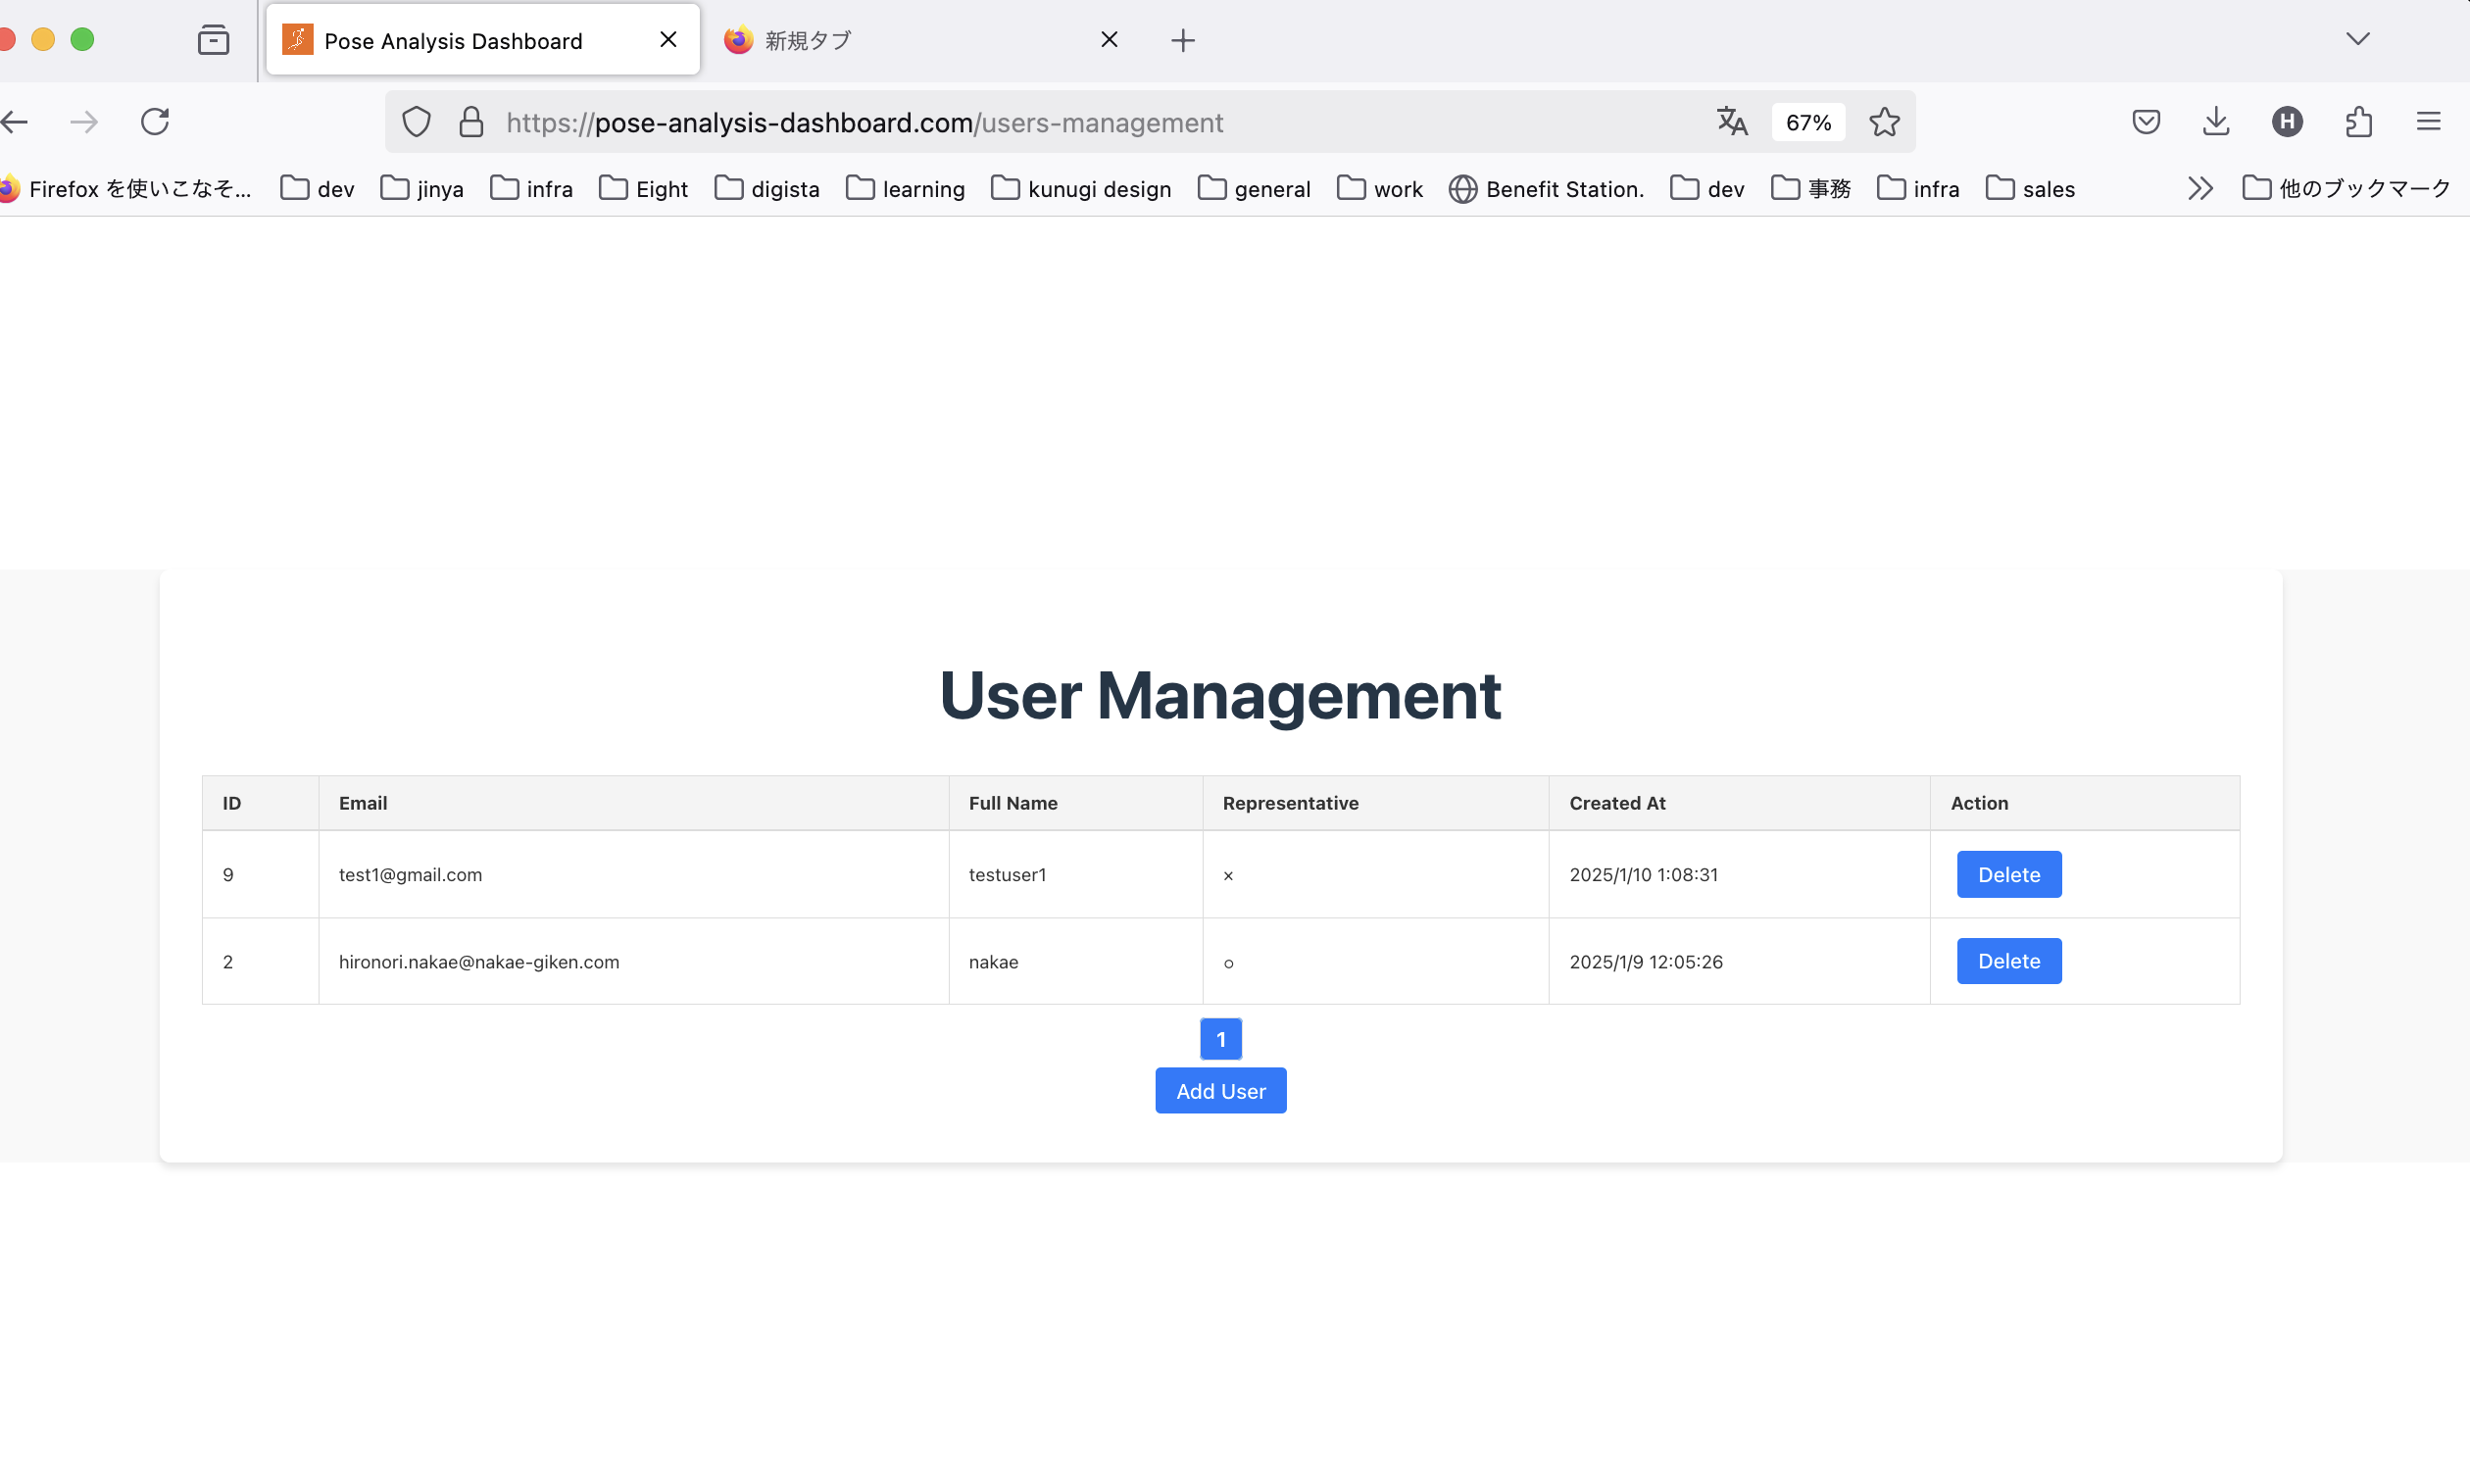 Pose Analysis Dashboard
新規タブ
https://pose-analysis-dashboard.com/users-management
67%
H
Firefox を使いこなそ… dev jinya infra Eight digista learning kunugi design general work Benefit Station. dev 事務 infra sales 他のブックマーク
User Management
ID Email Full Name Representative Created At Action
9 test1@gmail.com testuser1 × 2025/1/10 1:08:31 Delete
2 hironori.nakae@nakae-giken.com nakae ○ 2025/1/9 12:05:26 Delete
1
Add User